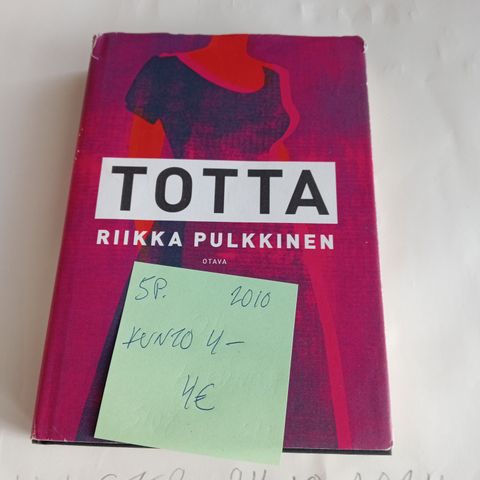 TOTTA
RIIKKA PULKKINEN
OTAVA
5P. 2010
KUNTO 4-
4€